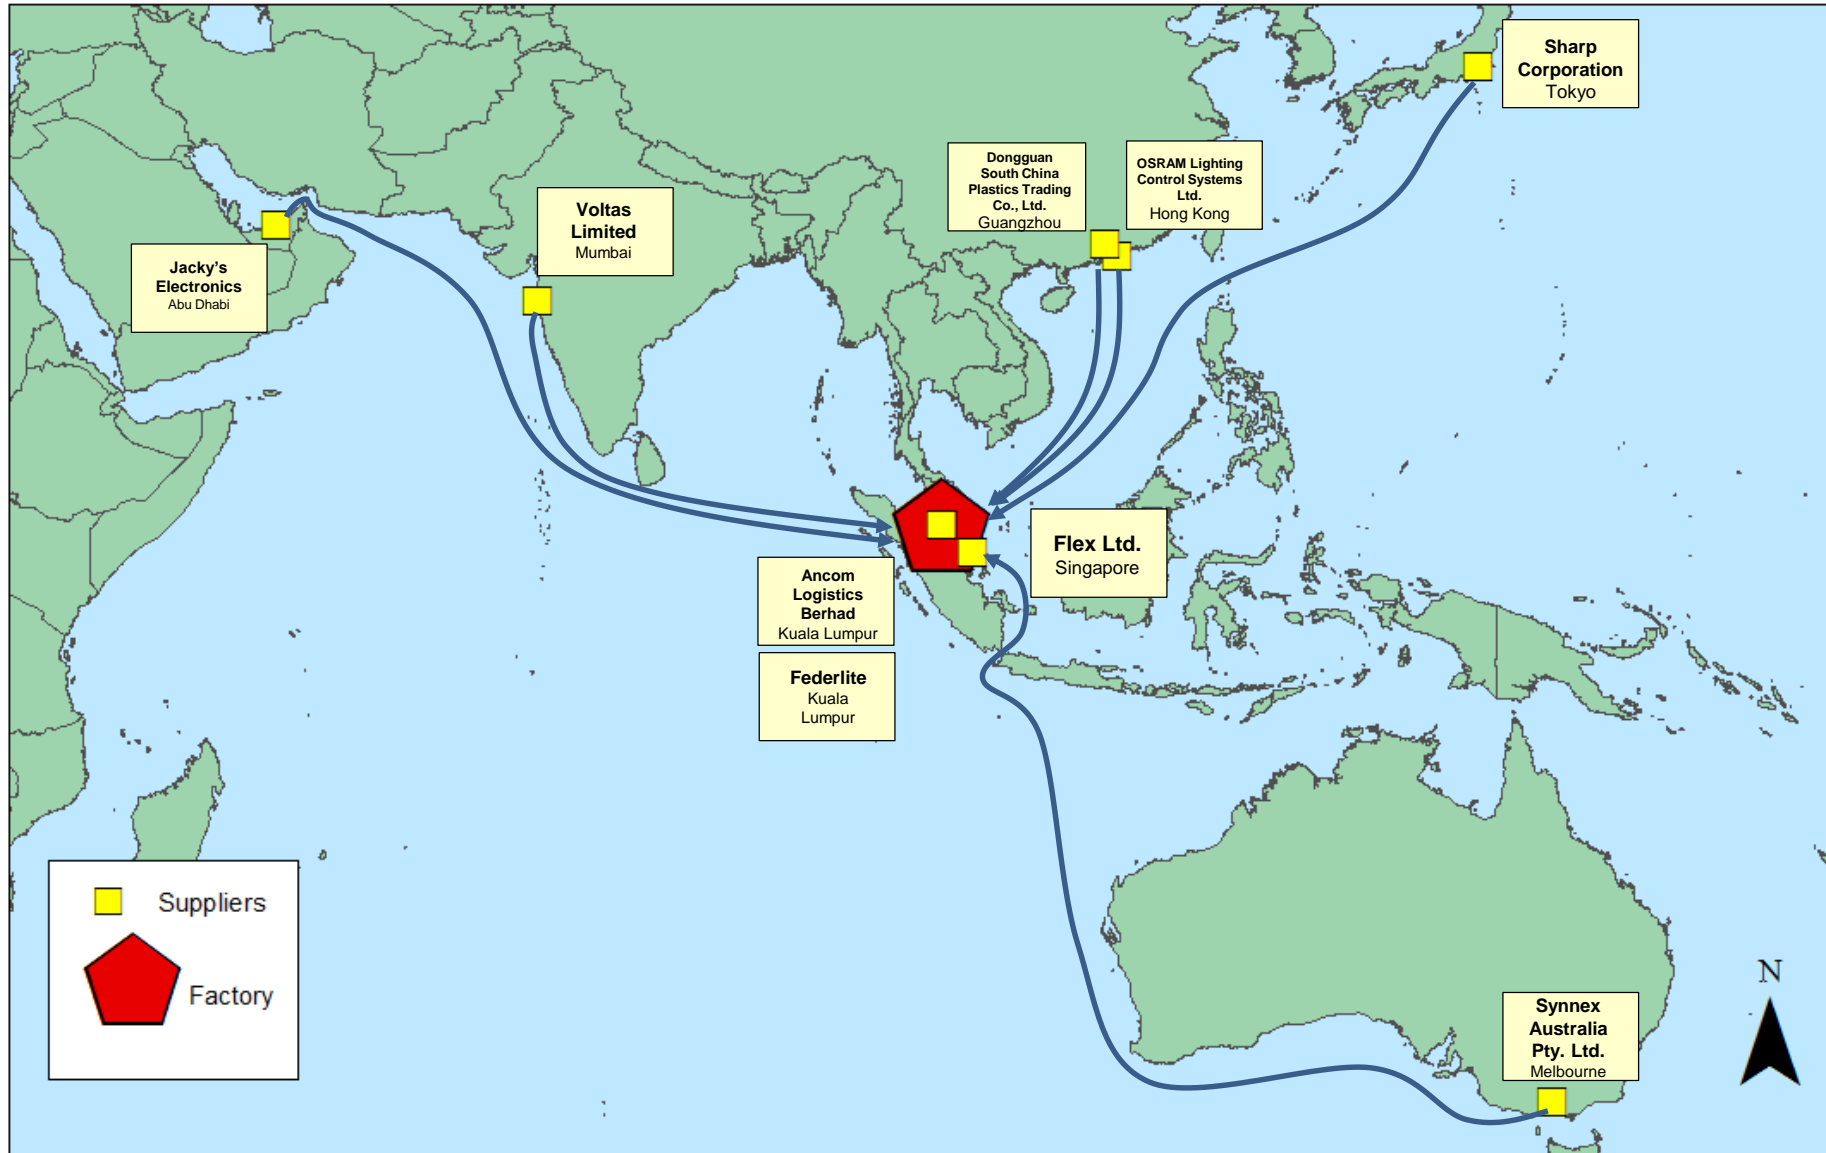 Sharp
Corporation
Tokyo
Dongguan
South China
Plastics Trading
Co., Ltd.
Guangzhou
OSRAM Lighting
Control Systems
Ltd.
Hong Kong
Voltas
Limited
Mumbai
Jacky’s
Electronics
Abu Dhabi
Flex Ltd.
Singapore
Ancom
Logistics
Berhad
Kuala Lumpur
Federlite
Kuala
Lumpur
Suppliers
Factory
N
Synnex
Australia
Pty. Ltd.
Melbourne